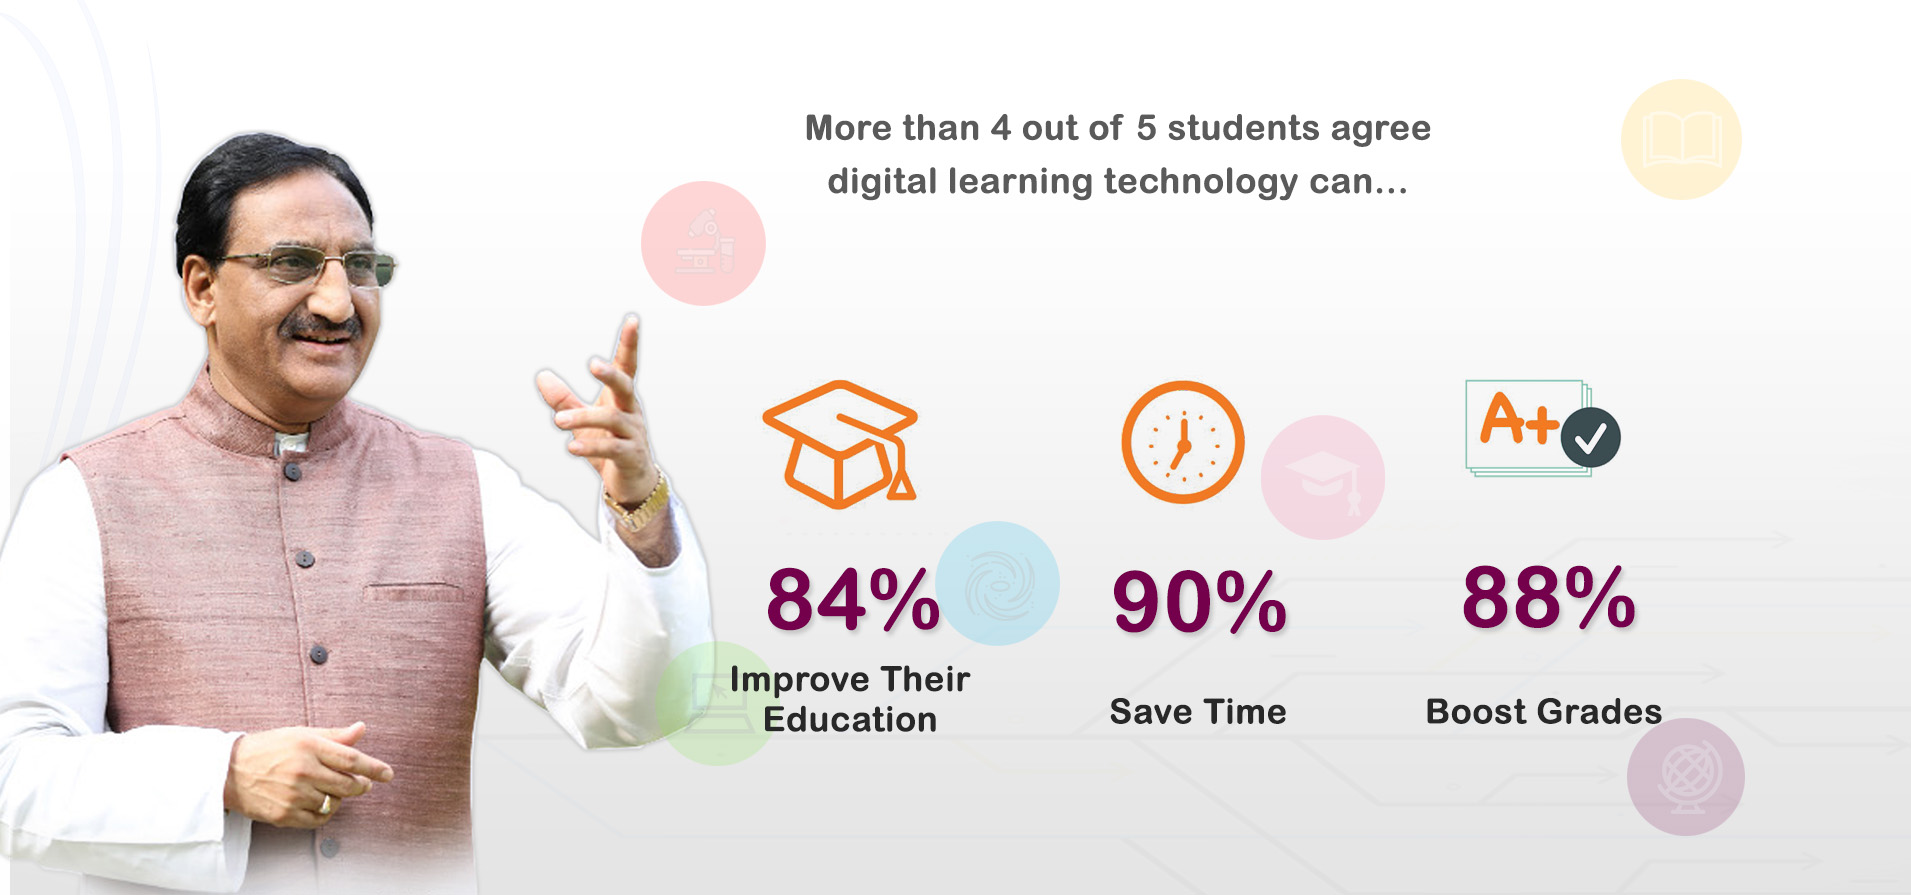 More than 4 out of 5 students agree
digital learning technology can...
A+
84%
Improve Their
Education
90%
Save Time
88%
Boost Grades